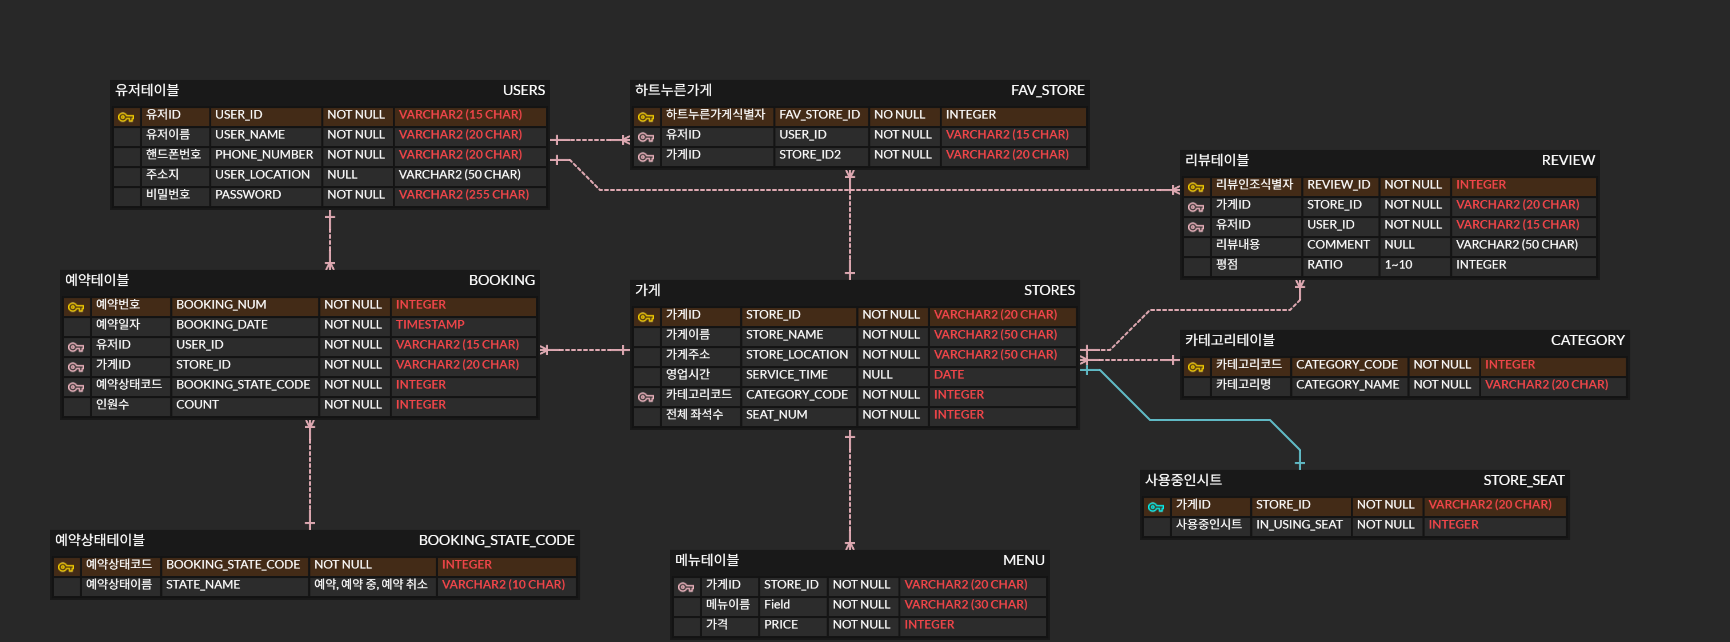 유저테이블 USERS
유저ID USER_ID NOT NULL VARCHAR2 (15 CHAR)
유저이름 USER_NAME NOT NULL VARCHAR2 (20 CHAR)
핸드폰번호 PHONE_NUMBER NOT NULL VARCHAR2 (20 CHAR)
주소지 USER_LOCATION NULL VARCHAR2 (50 CHAR)
비밀번호 PASSWORD NOT NULL VARCHAR2 (255 CHAR)
하트누른가게 FAV_STORE
하트누른가게식별자 FAV_STORE_ID NO NULL INTEGER
유저ID USER_ID NOT NULL VARCHAR2 (15 CHAR)
가게ID STORE_ID2 NOT NULL VARCHAR2 (20 CHAR)
리뷰테이블 REVIEW
리뷰인조식별자 REVIEW_ID NOT NULL INTEGER
가게ID STORE_ID NOT NULL VARCHAR2 (20 CHAR)
유저ID USER_ID NOT NULL VARCHAR2 (15 CHAR)
리뷰내용 COMMENT NULL VARCHAR2 (50 CHAR)
평점 RATIO 1~10 INTEGER
예약테이블 BOOKING
예약번호 BOOKING_NUM NOT NULL INTEGER
예약일자 BOOKING_DATE NOT NULL TIMESTAMP
유저ID USER_ID NOT NULL VARCHAR2 (15 CHAR)
가게ID STORE_ID NOT NULL VARCHAR2 (20 CHAR)
예약상태코드 BOOKING_STATE_CODE NOT NULL INTEGER
인원수 COUNT NOT NULL INTEGER
가게 STORES
가게ID STORE_ID NOT NULL VARCHAR2 (20 CHAR)
가게이름 STORE_NAME NOT NULL VARCHAR2 (50 CHAR)
가게주소 STORE_LOCATION NOT NULL VARCHAR2 (50 CHAR)
영업시간 SERVICE_TIME NULL DATE
카테고리코드 CATEGORY_CODE NOT NULL INTEGER
전체 좌석수 SEAT_NUM NOT NULL INTEGER
카테고리테이블 CATEGORY
카테고리코드 CATEGORY_CODE NOT NULL INTEGER
카테고리명 CATEGORY_NAME NOT NULL VARCHAR2 (20 CHAR)
사용중인시트 STORE_SEAT
가게ID STORE_ID NOT NULL VARCHAR2 (20 CHAR)
사용중인시트 IN_USING_SEAT NOT NULL INTEGER
예약상태테이블 BOOKING_STATE_CODE
예약상태코드 BOOKING_STATE_CODE NOT NULL INTEGER
예약상태이름 STATE_NAME 예약, 예약 중, 예약 취소 VARCHAR2 (10 CHAR)
메뉴테이블 MENU
가게ID STORE_ID NOT NULL VARCHAR2 (20 CHAR)
메뉴이름 Field NOT NULL VARCHAR2 (30 CHAR)
가격 PRICE NOT NULL INTEGER